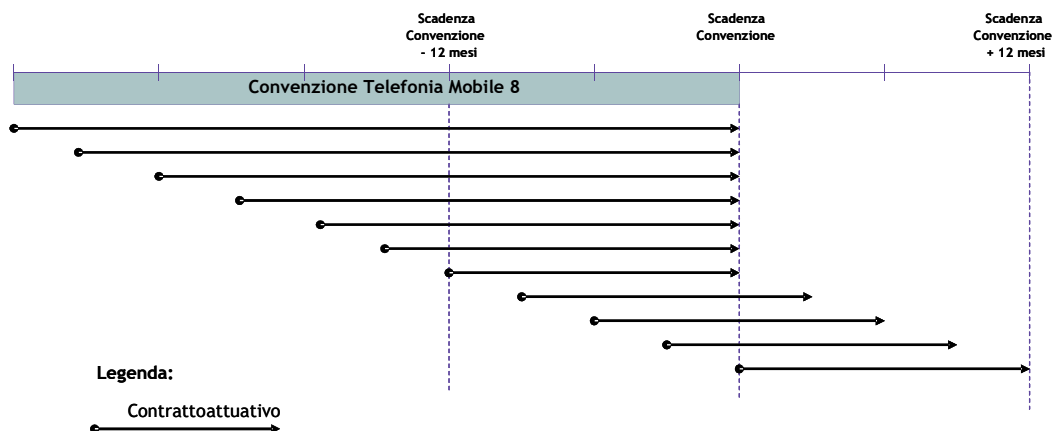 Scadenza
Convenzione
- 12 mesi
Scadenza
Convenzione
Scadenza
Convenzione
+ 12 mesi
Convenzione Telefonia Mobile 8
Legenda:
Contrattoattuativo